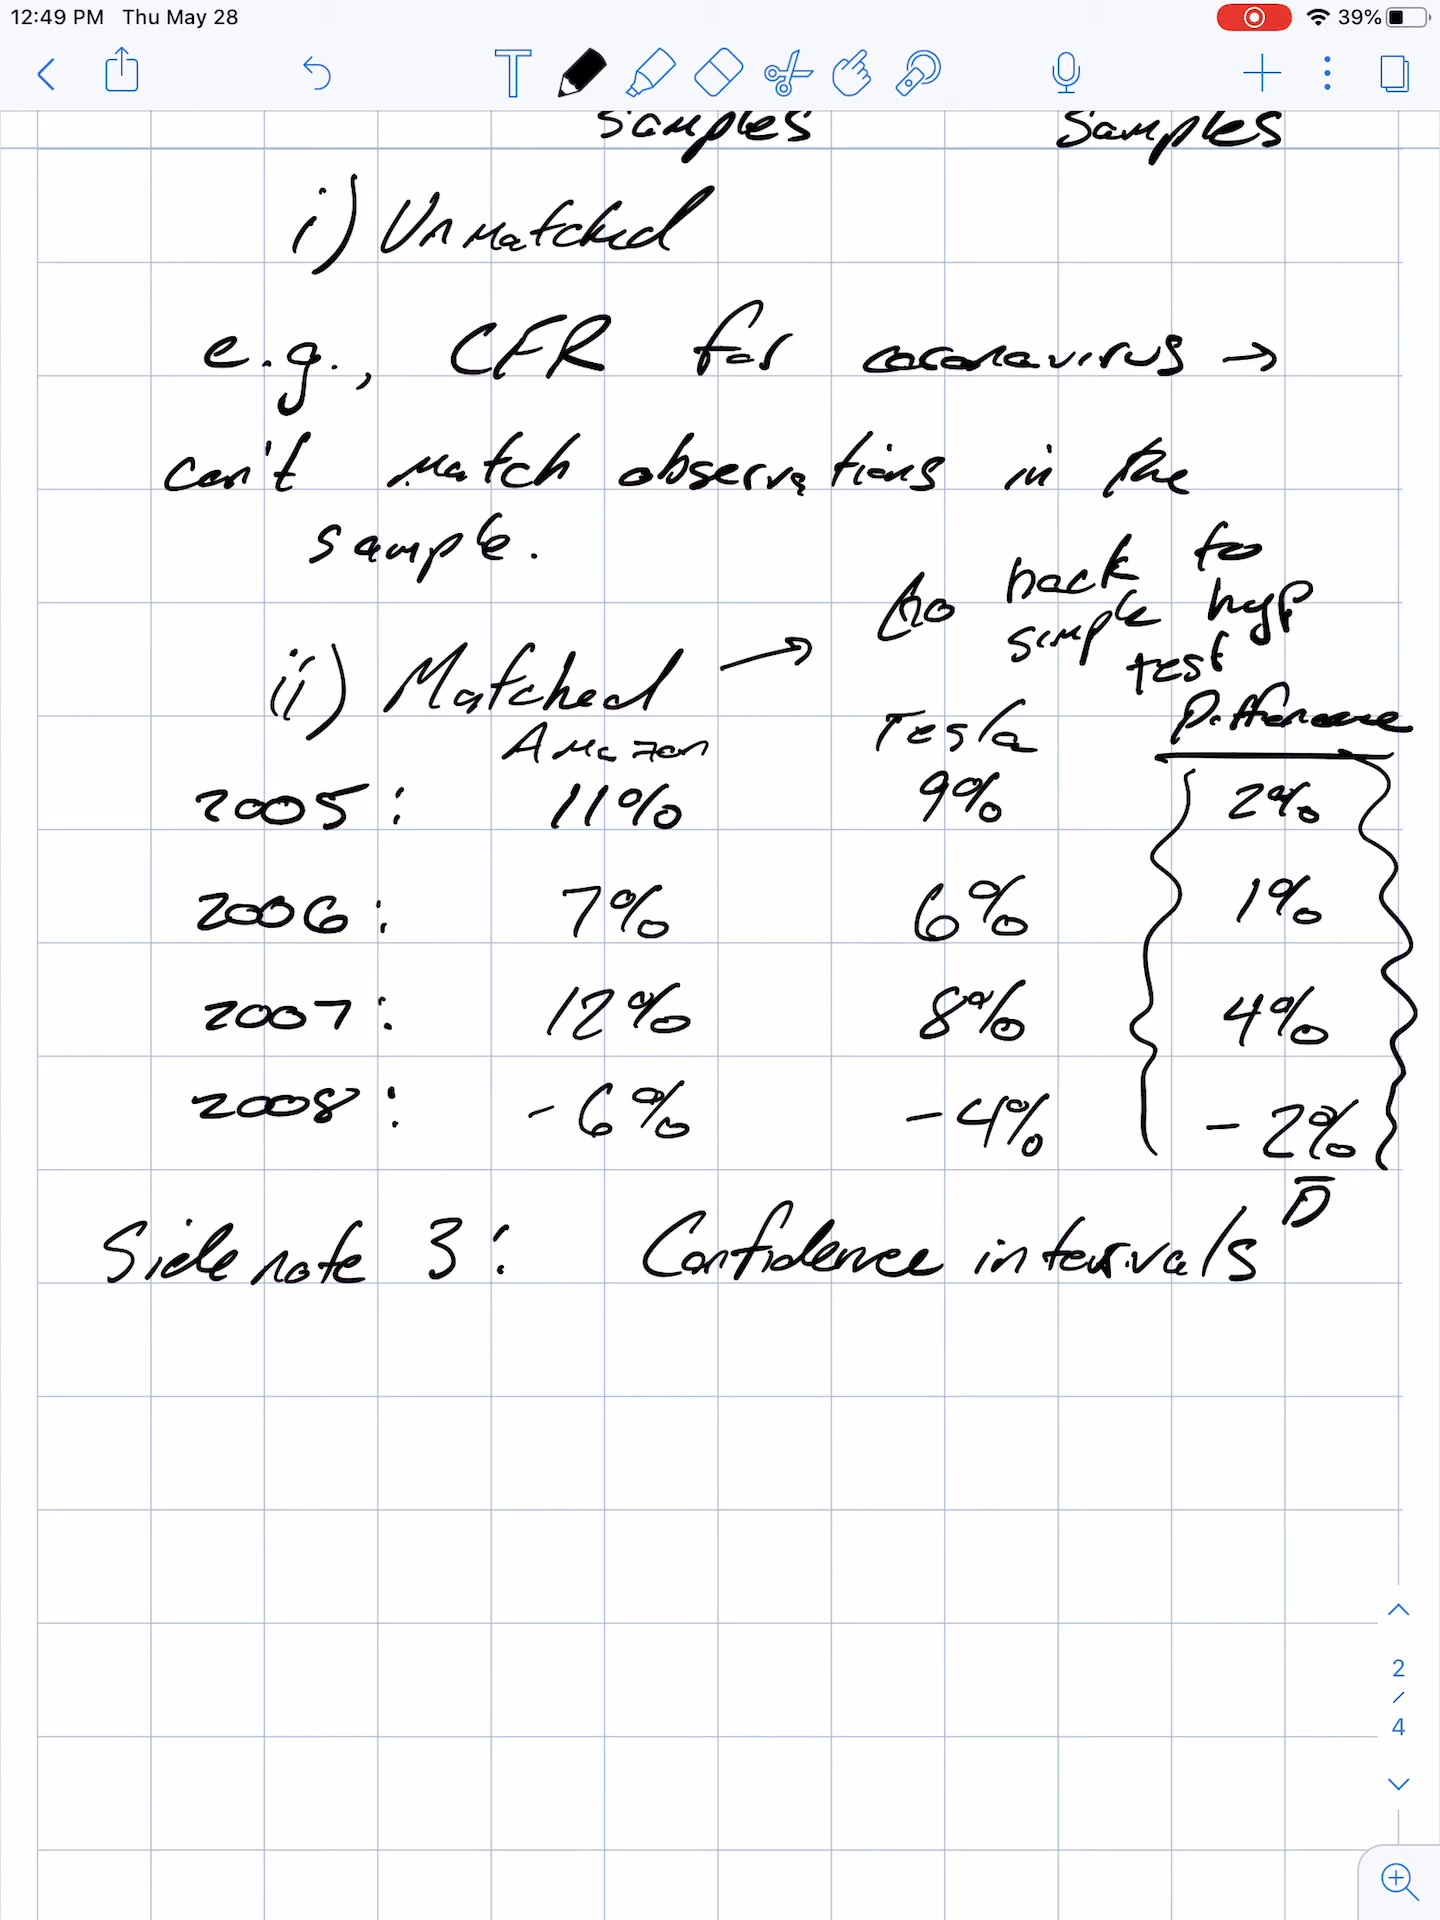 12:49 PM Thu May 28
39%
samples samples
i) Unmatched
e.g., CFR for coronavirus →
can't match observations in the
sample.
Go back to
simple hyp
test
ii) Matched →
Amazon Tesla Difference
2005: 11% 9% 2%
2006: 7% 6% 1%
2007: 12% 8% 4%
2008: -6% -4% -2%
D̄
Side note 3: Confidence intervals
2
/
4